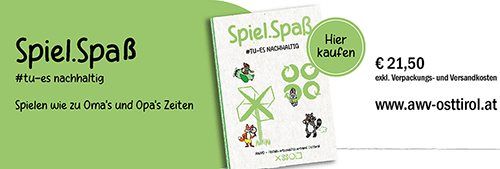 Spiel.Spaß
#tu-es nachhaltig
Spielen wie zu Oma's und Opa's Zeiten
Spiel.Spaß
#TU-ES NACHHALTIG
Hier
kaufen
€ 21,50
exkl. Verpackungs- und Versandkosten
www.awv-osttirol.at